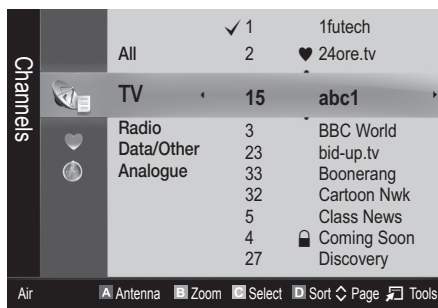 Channels
✓ 1 1futech
All 2 ♥ 24ore.tv
TV 15 abc1
Radio 3 BBC World
Data/Other 23 bid-up.tv
Analogue 33 Boonerang
32 Cartoon Nwk
5 Class News
4 Coming Soon
27 Discovery
Air A Antenna B Zoom C Select D Sort Page Tools